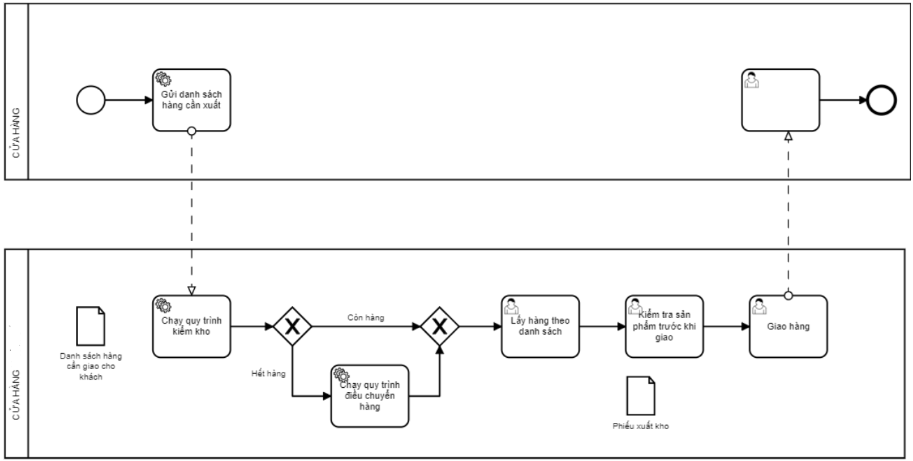 CỬA HÀNG
Gửi danh sách
hàng cần xuất
CỬA HÀNG
Danh sách hàng
cần giao cho
khách
Chạy quy trình
kiểm kho
Còn hàng
Hết hàng
Chạy quy trình
điều chuyển
hàng
Lấy hàng theo
danh sách
Kiểm tra sản
phẩm trước khi
giao
Phiếu xuất kho
Giao hàng